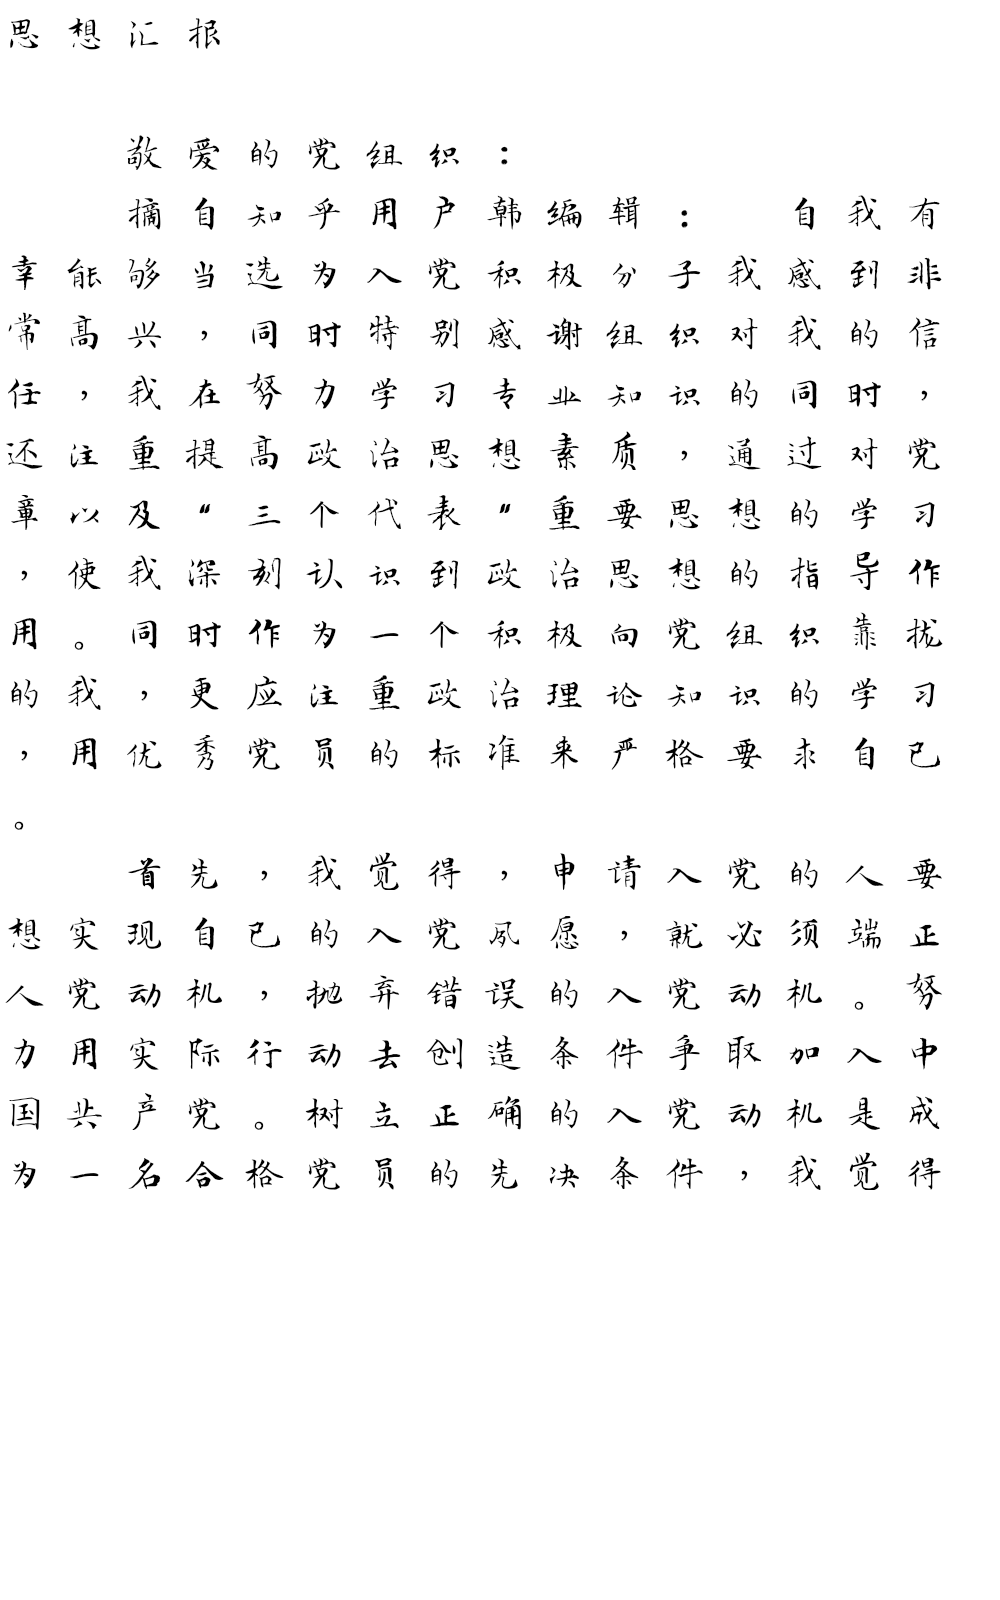 思想汇报
敬爱的党组织：
摘自知乎用户韩编辑： 自我有
幸能够当选为入党积极分子我感到非
常高兴，同时特别感谢组织对我的信
任，我在努力学习专业知识的同时，
还注重提高政治思想素质，通过对党
章以及“三个代表”重要思想的学习
，使我深刻认识到政治思想的指导作
用。同时作为一个积极向党组织靠拢
的我，更应注重政治理论知识的学习
，用优秀党员的标准来严格要求自己
。
首先，我觉得，申请入党的人要
想实现自己的入党夙愿，就必须端正
人党动机，抛弃错误的入党动机。努
力用实际行动去创造条件争取加入中
国共产党。树立正确的入党动机是成
为一名合格党员的先决条件，我觉得